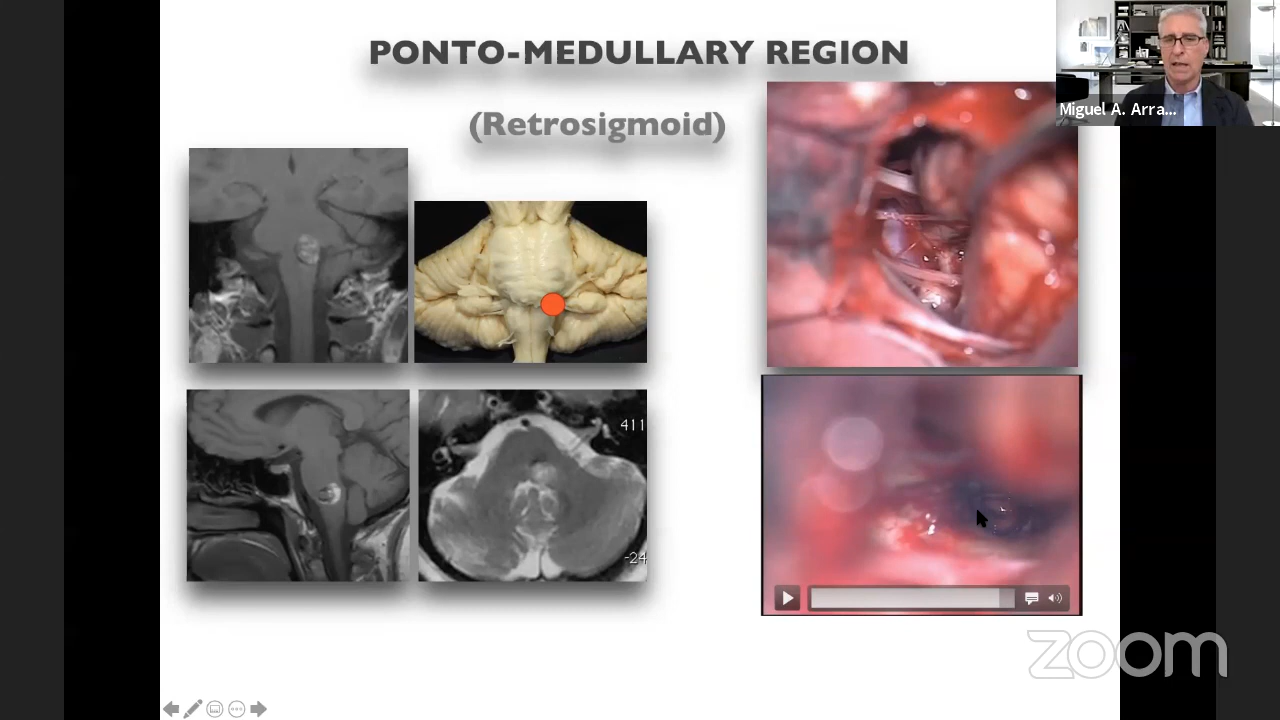 PONTO-MEDULLARY REGION
(Retrosigmoid)
Miguel A. Arra...
411
-24
zoom